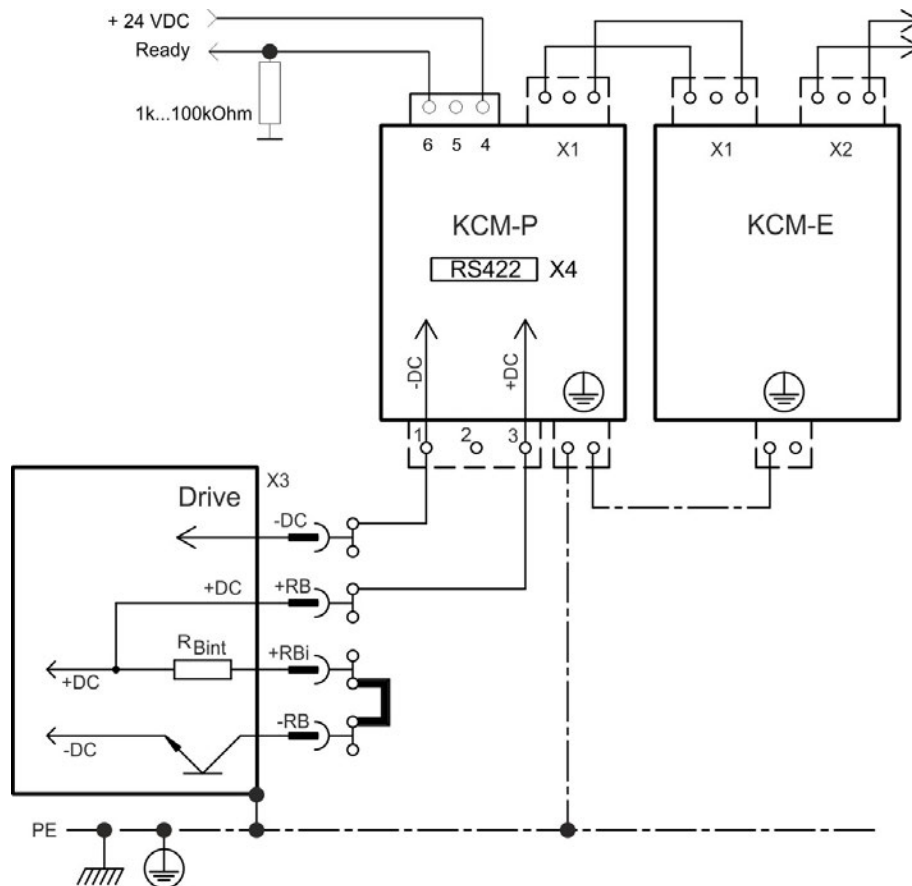 + 24 VDC
Ready
1k...100kOhm
6 5 4 X1
X1 X2
KCM-P
KCM-E
RS422 X4
-DC
+DC
1 2 3
X3
Drive
-DC
+DC +RB
RBint +RBi
+DC
-RB
-DC
PE